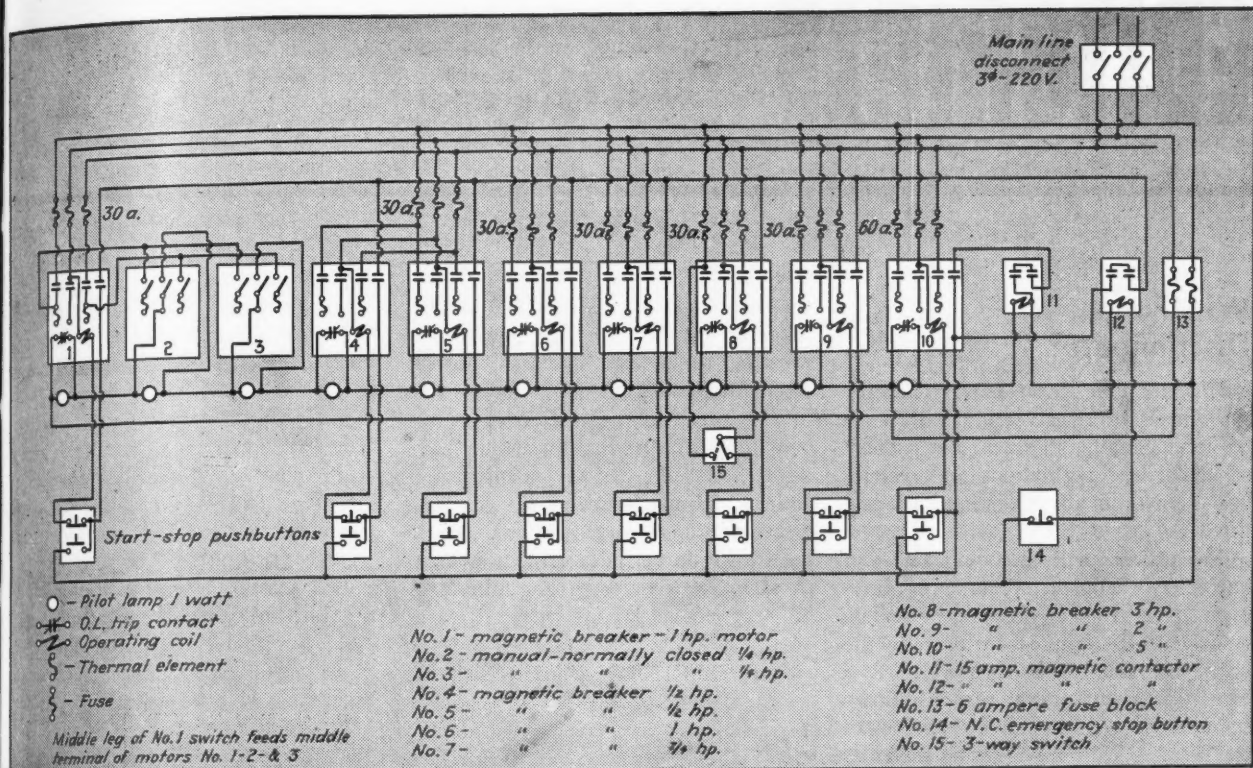 Main line
disconnect
3ᶲ-220 V.
30 a.
30 a.
30 a.
30 a.
30 a.
30 a.
60 a.
1
2
3
4
5
6
7
8
9
10
11
12
13
15
14
Start-stop pushbuttons
- Pilot lamp 1 watt
- O.L. trip contact
- Operating coil
- Thermal element
- Fuse
Middle leg of No.1 switch feeds middle
terminal of motors No. 1-2-& 3
No. 1 - magnetic breaker - 1 hp. motor
No. 2 - manual-normally closed ¼ hp.
No. 3 - " " " ¼ hp.
No. 4 - magnetic breaker ½ hp.
No. 5 - " " ½ hp.
No. 6 - " " 1 hp.
No. 7 - " " ¾ hp.
No. 8-magnetic breaker 3 hp.
No. 9- " " 2 "
No. 10- " " 5 "
No. 11-15 amp. magnetic contactor
No. 12- " " " "
No. 13-6 ampere fuse block
No. 14- N.C. emergency stop button
No. 15- 3-way switch